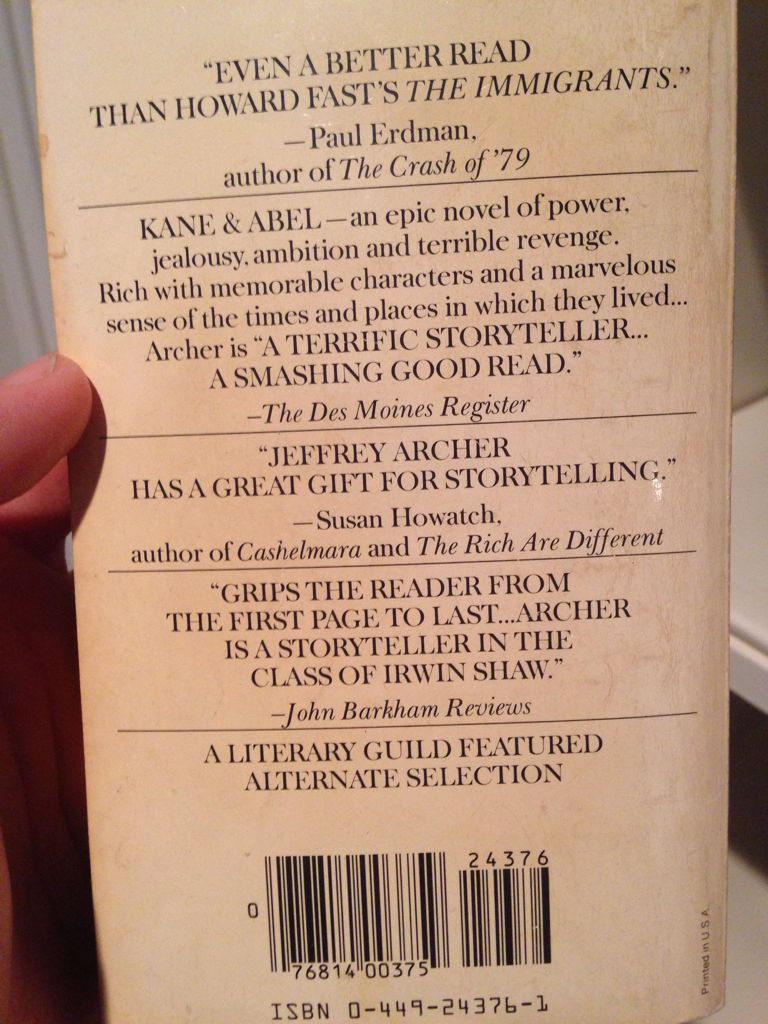 “EVEN A BETTER READ
THAN HOWARD FAST’S THE IMMIGRANTS.”
—Paul Erdman,
author of The Crash of ’79
KANE & ABEL—an epic novel of power,
jealousy, ambition and terrible revenge.
Rich with memorable characters and a marvelous
sense of the times and places in which they lived...
Archer is “A TERRIFIC STORYTELLER...
A SMASHING GOOD READ.”
—The Des Moines Register
“JEFFREY ARCHER
HAS A GREAT GIFT FOR STORYTELLING.”
—Susan Howatch,
author of Cashelmara and The Rich Are Different
“GRIPS THE READER FROM
THE FIRST PAGE TO LAST...ARCHER
IS A STORYTELLER IN THE
CLASS OF IRWIN SHAW.”
—John Barkham Reviews
A LITERARY GUILD FEATURED
ALTERNATE SELECTION
24376
0
76814 00375
ISBN 0-449-24376-1
Printed in U.S.A.